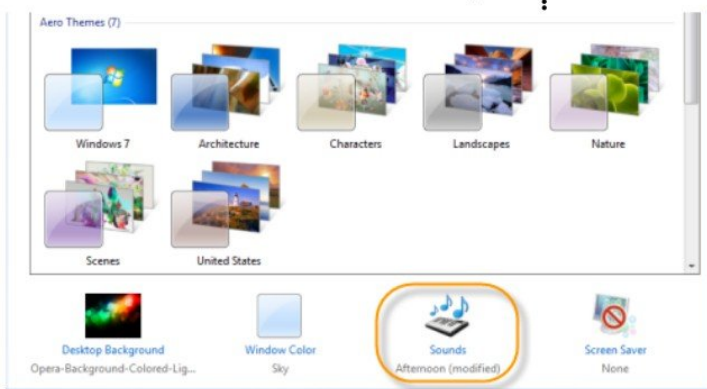 Aero Themes (7)
Windows 7 Architecture Characters Landscapes Nature
Scenes United States
Desktop Background Window Color Sounds Screen Saver
Opera-Background-Colored-Lig... Sky Afternoon (modified) None